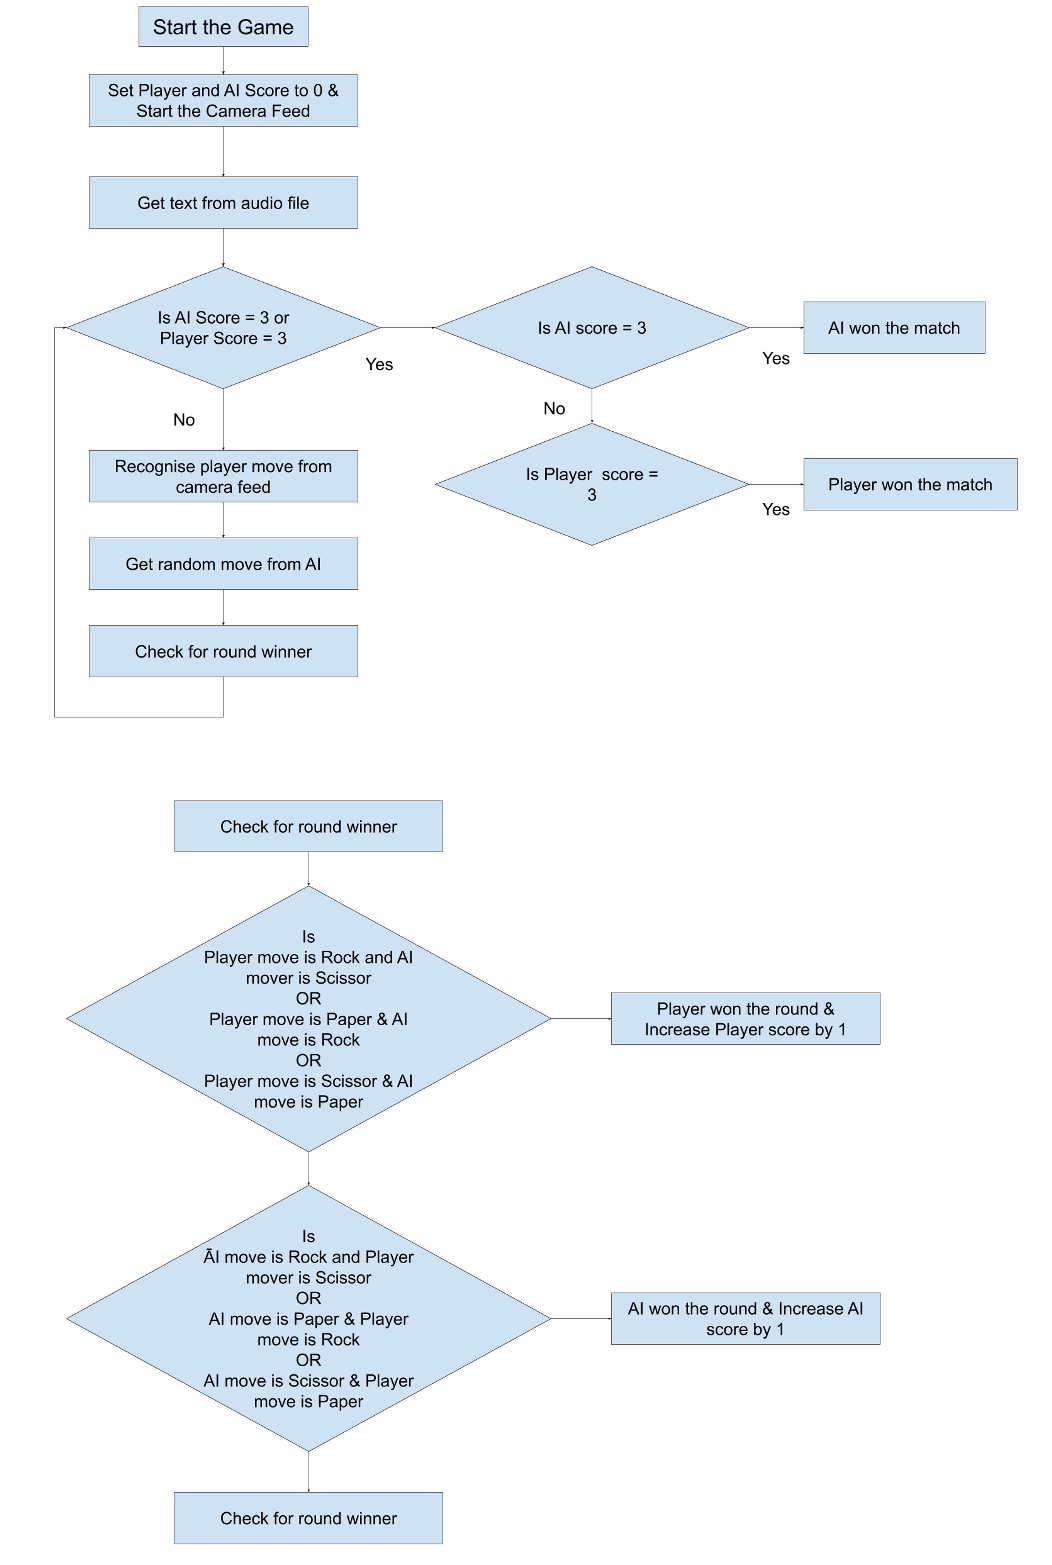 Start the Game
Set Player and AI Score to 0 &
Start the Camera Feed
Get text from audio file
Is AI Score = 3 or
Player Score = 3
Yes
No
Is AI score = 3
Yes
No
AI won the match
Recognise player move from
camera feed
Is Player  score =
3
Yes
Player won the match
Get random move from AI
Check for round winner
Check for round winner
Is
Player move is Rock and AI
mover is Scissor
OR
Player move is Paper & AI
move is Rock
OR
Player move is Scissor & AI
move is Paper
Player won the round &
Increase Player score by 1
Is
ĀI move is Rock and Player
mover is Scissor
OR
AI move is Paper & Player
move is Rock
OR
AI move is Scissor & Player
move is Paper
AI won the round & Increase AI
score by 1
Check for round winner